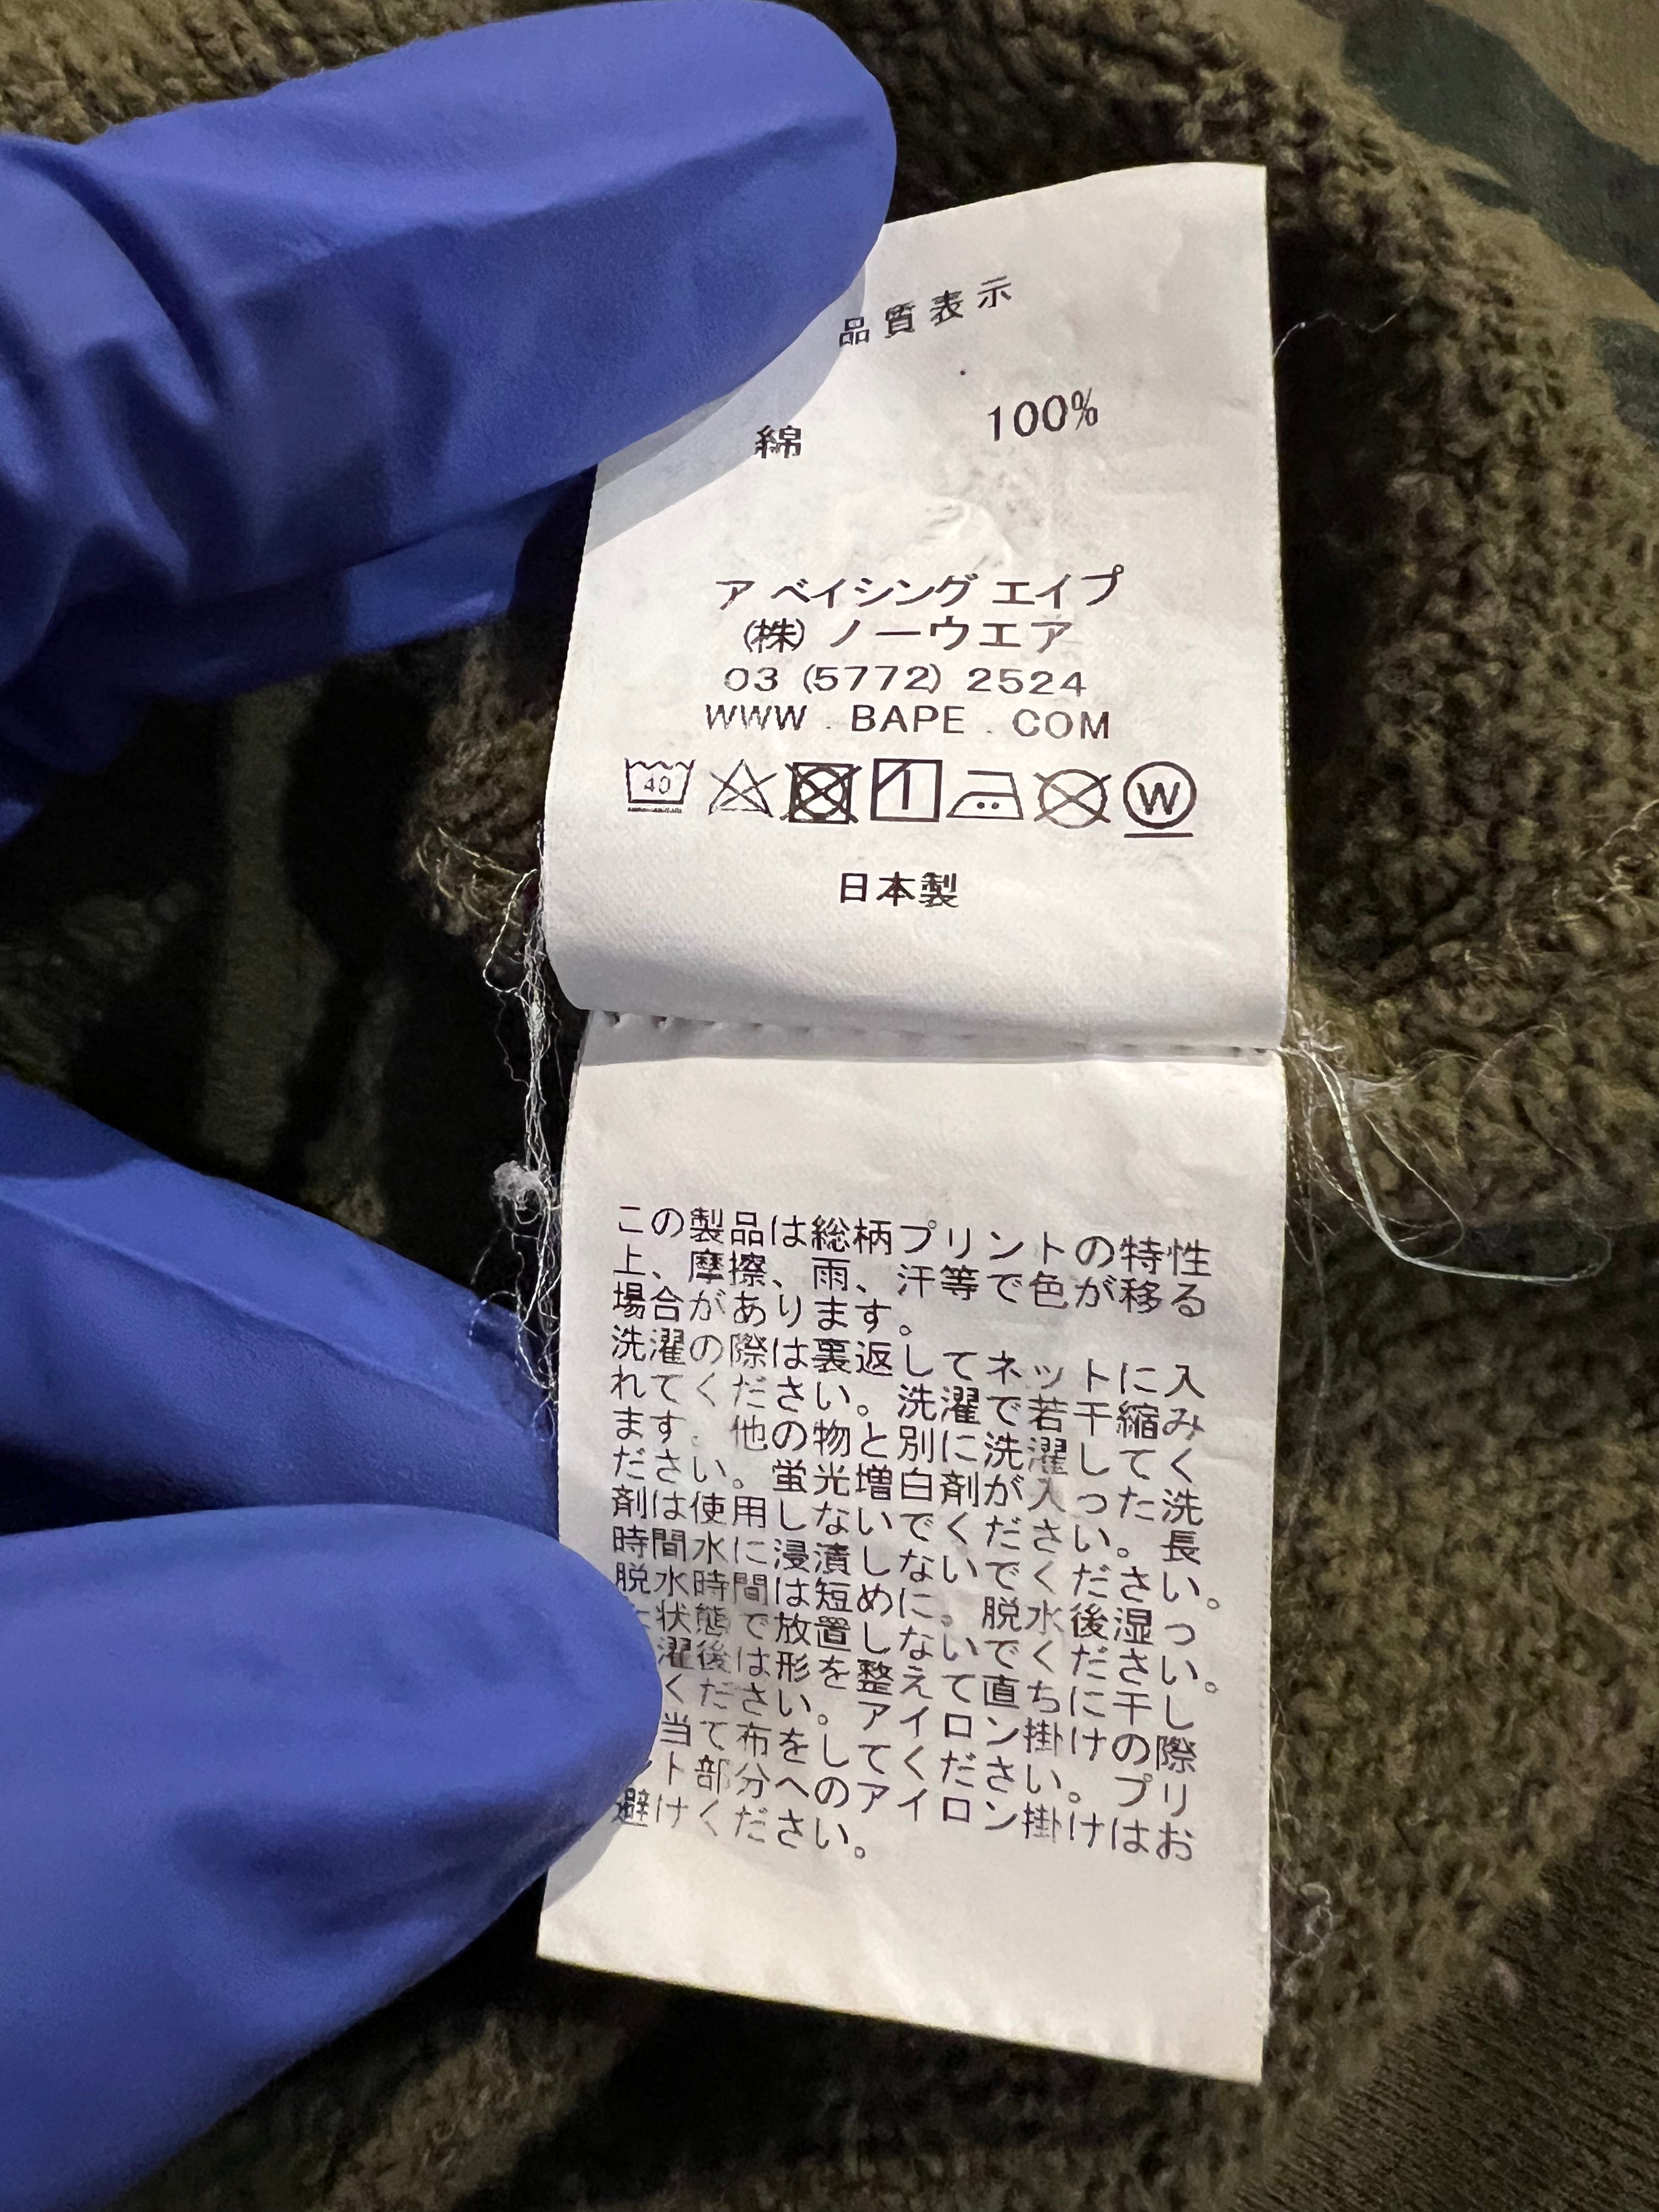 品質表示
綿 100%
ア ベイシング エイプ
(株) ノーウエア
03 (5772) 2524
WWW . BAPE . COM
40
W
日本製
この製品は総柄プリントの特性
上、摩擦、雨、汗等で色が移る
場合があります。
洗濯の際は裏返してネットに入
れてください。洗濯で若干縮み
ます。他の物と別に洗濯してく
ださい。蛍光増白剤が入った洗
剤は使用しないでください。長
時間水に浸漬しないでください。
脱水時間は短めに。脱水後湿っ
状態で放置しないでください。
濯後は形を整えて直ちに干し
ください。アイロン掛けの際
当て布をしてくださいン掛け。プリ
ト部分へのアイロン掛けはお
避けください。